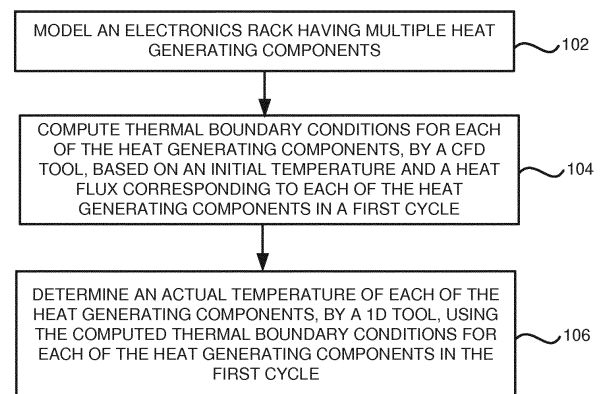 MODEL AN ELECTRONICS RACK HAVING MULTIPLE HEAT
GENERATING COMPONENTS
102
COMPUTE THERMAL BOUNDARY CONDITIONS FOR EACH
OF THE HEAT GENERATING COMPONENTS, BY A CFD
TOOL, BASED ON AN INITIAL TEMPERATURE AND A HEAT
FLUX CORRESPONDING TO EACH OF THE HEAT
GENERATING COMPONENTS IN A FIRST CYCLE
104
DETERMINE AN ACTUAL TEMPERATURE OF EACH OF THE
HEAT GENERATING COMPONENTS, BY A 1D TOOL, USING
THE COMPUTED THERMAL BOUNDARY CONDITIONS FOR
EACH OF THE HEAT GENERATING COMPONENTS IN THE
FIRST CYCLE
106